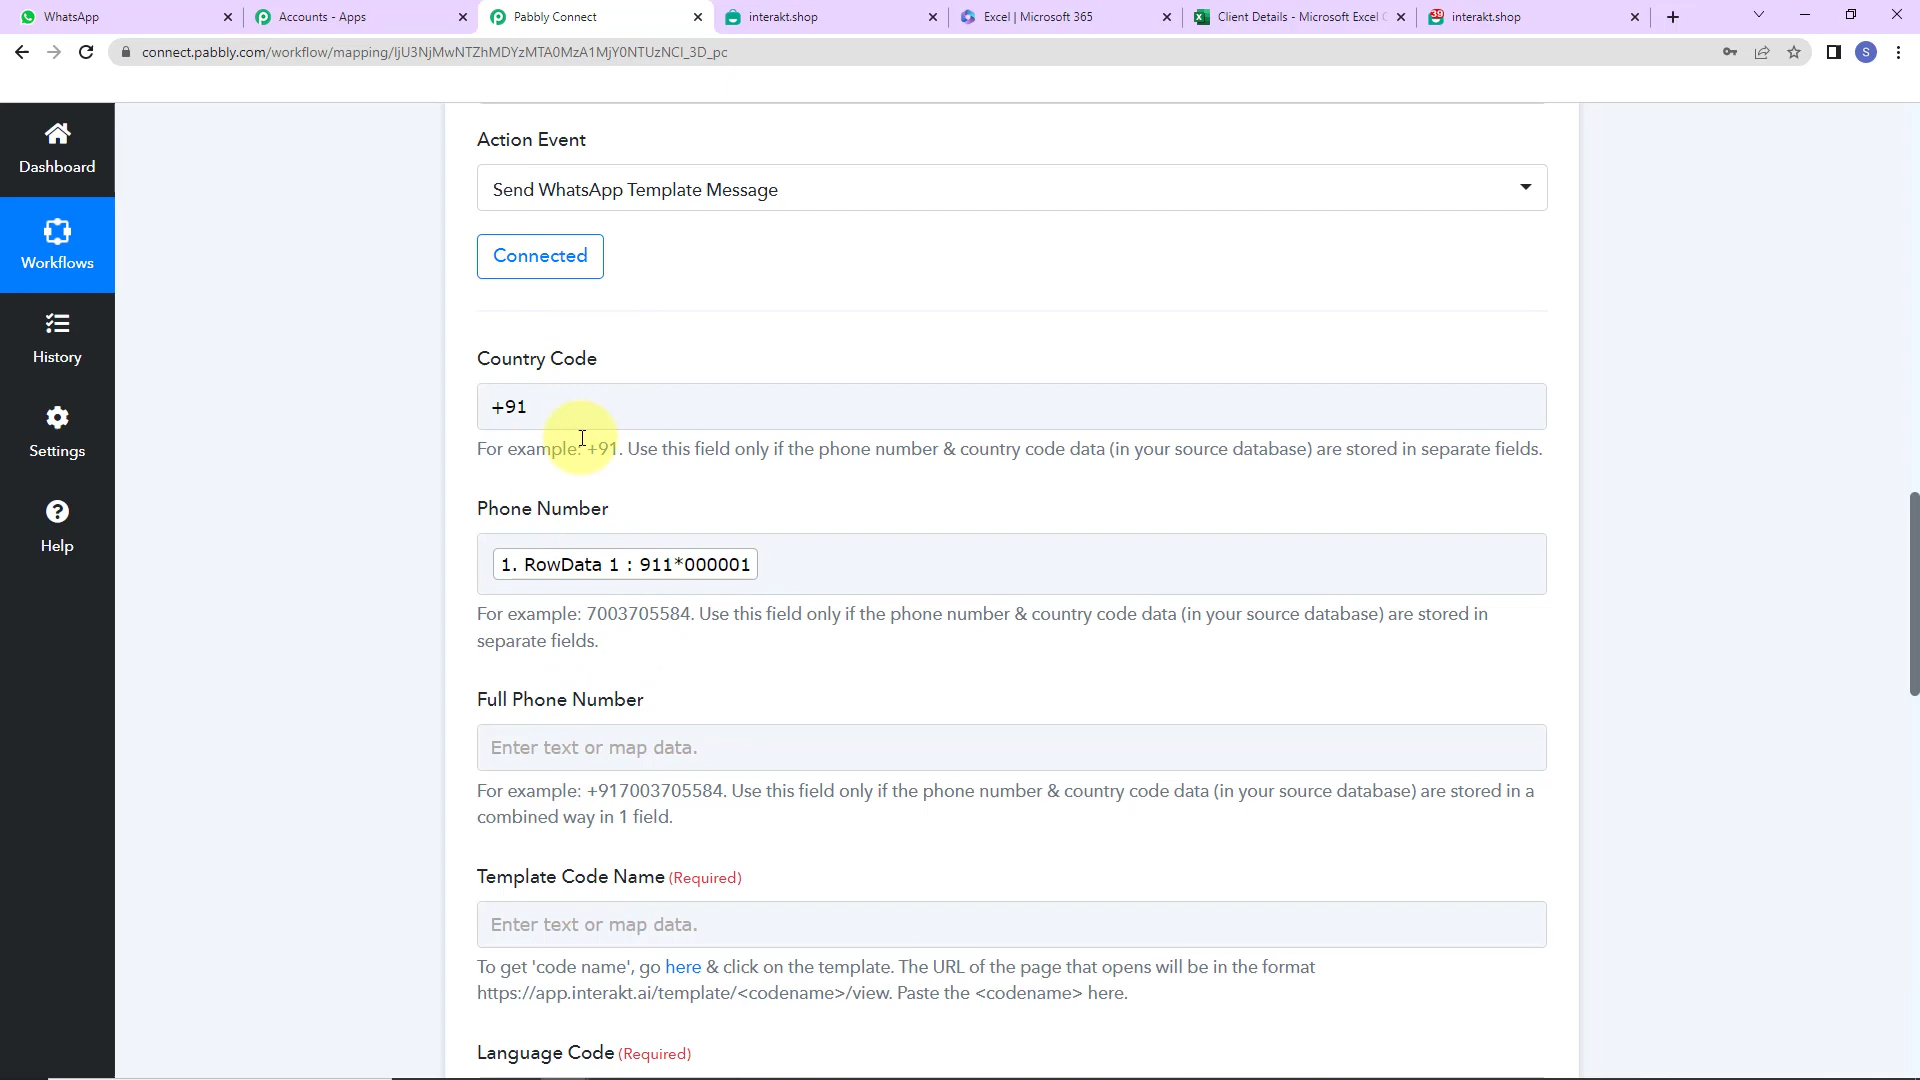 WhatsApp
Accounts - Apps
Pabbly Connect
interakt.shop
Excel | Microsoft 365
Client Details - Microsoft Excel
39
interakt.shop
connect.pabbly.com/workflow/mapping/IjU3NjMwNTZhMDYzMTA0MzA1MjY0NTUzNCI_3D_pc
S
Dashboard
Workflows
History
Settings
Help
Action Event
Send WhatsApp Template Message
Connected
Country Code
+91
For example: +91. Use this field only if the phone number & country code data (in your source database) are stored in separate fields.
Phone Number
1. RowData 1 : 911*000001
For example: 7003705584. Use this field only if the phone number & country code data (in your source database) are stored in
separate fields.
Full Phone Number
Enter text or map data.
For example: +917003705584. Use this field only if the phone number & country code data (in your source database) are stored in a
combined way in 1 field.
Template Code Name (Required)
Enter text or map data.
To get 'code name', go here & click on the template. The URL of the page that opens will be in the format
https://app.interakt.ai/template/<codename>/view. Paste the <codename> here.
Language Code (Required)